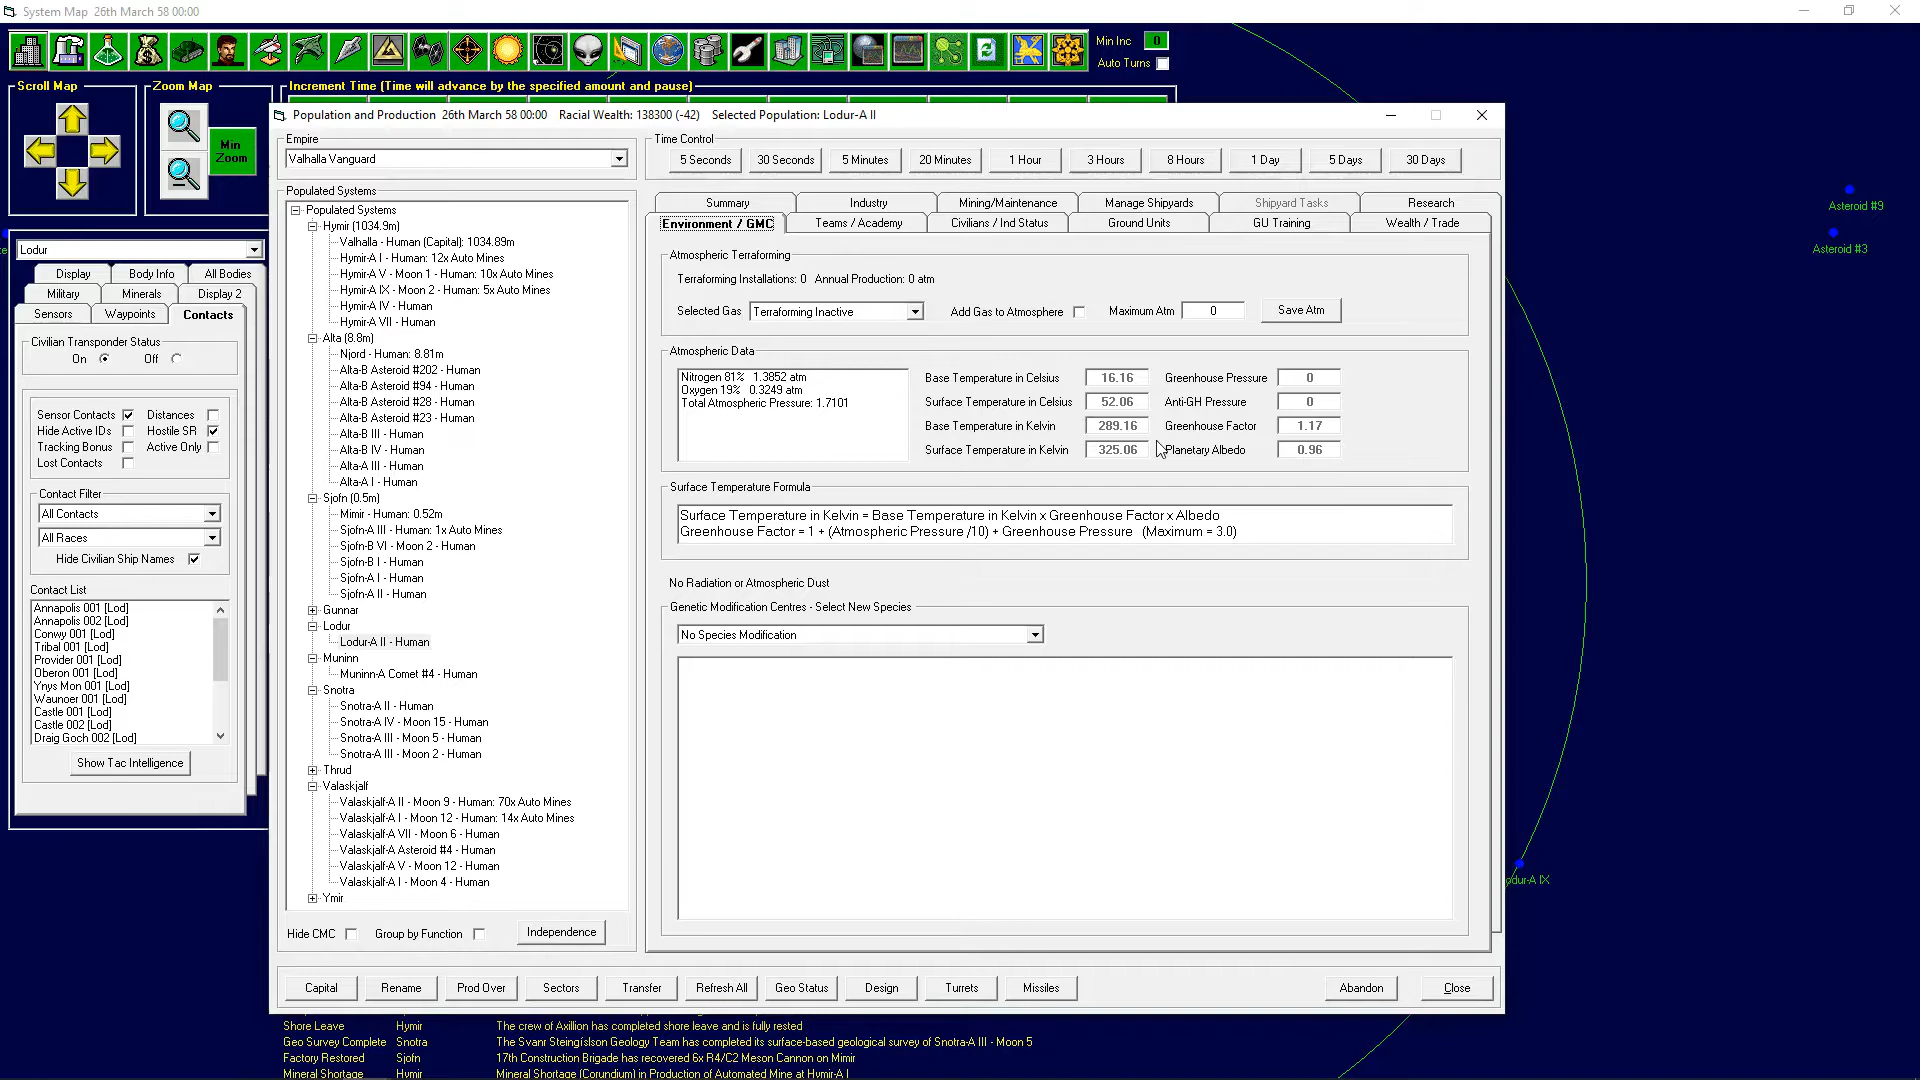 System Map  26th March 58 00:00
Min Inc 0
Auto Turns
Scroll Map
Zoom Map
Min Zoom
Increment Time (Time will advance by the specified amount and pause)
Asteroid #9
Asteroid #3
Lodur
Display
Body Info
All Bodies
Military
Minerals
Display 2
Sensors
Waypoints
Contacts
Civilian Transponder Status
On
Off
Sensor Contacts
Distances
Hide Active IDs
Hostile SR
Tracking Bonus
Active Only
Lost Contacts
Contact Filter
All Contacts
All Races
Hide Civilian Ship Names
Contact List
Annapolis 001 [Lod]
Annapolis 002 [Lod]
Conwy 001 [Lod]
Tribal 001 [Lod]
Provider 001 [Lod]
Oberon 001 [Lod]
Ynys Mon 001 [Lod]
Waunoer 001 [Lod]
Castle 001 [Lod]
Castle 002 [Lod]
Draig Goch 002 [Lod]
Show Tac Intelligence
Population and Production  26th March 58 00:00  Racial Wealth: 138300 (-42)  Selected Population: Lodur-A II
Empire
Valhalla Vanguard
Populated Systems
Populated Systems
Hymir (1034.9m)
Valhalla - Human (Capital): 1034.89m
Hymir-A I - Human: 12x Auto Mines
Hymir-A V - Moon 1 - Human: 10x Auto Mines
Hymir-A IX - Moon 2 - Human: 5x Auto Mines
Hymir-A IV - Human
Hymir-A VII - Human
Alta (8.8m)
Njord - Human: 8.81m
Alta-B Asteroid #202 - Human
Alta-B Asteroid #94 - Human
Alta-B Asteroid #28 - Human
Alta-B Asteroid #23 - Human
Alta-B III - Human
Alta-B IV - Human
Alta-A III - Human
Alta-A I - Human
Sjofn (0.5m)
Mimir - Human: 0.52m
Sjofn-A III - Human: 1x Auto Mines
Sjofn-B VI - Moon 2 - Human
Sjofn-B I - Human
Sjofn-A I - Human
Sjofn-A II - Human
Gunnar
Lodur
Lodur-A II - Human
Muninn
Muninn-A Comet #4 - Human
Snotra
Snotra-A II - Human
Snotra-A IV - Moon 15 - Human
Snotra-A III - Moon 5 - Human
Snotra-A III - Moon 2 - Human
Thrud
Valaskjalf
Valaskjalf-A II - Moon 9 - Human: 70x Auto Mines
Valaskjalf-A I - Moon 12 - Human: 14x Auto Mines
Valaskjalf-A VII - Moon 6 - Human
Valaskjalf-A Asteroid #4 - Human
Valaskjalf-A V - Moon 12 - Human
Valaskjalf-A I - Moon 4 - Human
Ymir
Hide CMC
Group by Function
Independence
Time Control
5 Seconds
30 Seconds
5 Minutes
20 Minutes
1 Hour
3 Hours
8 Hours
1 Day
5 Days
30 Days
Summary
Industry
Mining/Maintenance
Manage Shipyards
Shipyard Tasks
Research
Environment / GMC
Teams / Academy
Civilians / Ind Status
Ground Units
GU Training
Wealth / Trade
Atmospheric Terraforming
Terraforming Installations: 0  Annual Production: 0 atm
Selected Gas
Terraforming Inactive
Add Gas to Atmosphere
Maximum Atm
0
Save Atm
Atmospheric Data
Nitrogen 81%  1.3852 atm
Oxygen 19%  0.3249 atm
Total Atmospheric Pressure: 1.7101
Base Temperature in Celsius 16.16
Greenhouse Pressure 0
Surface Temperature in Celsius 52.06
Anti-GH Pressure 0
Base Temperature in Kelvin 289.16
Greenhouse Factor 1.17
Surface Temperature in Kelvin 325.06
Planetary Albedo 0.96
Surface Temperature Formula
Surface Temperature in Kelvin = Base Temperature in Kelvin x Greenhouse Factor x Albedo
Greenhouse Factor = 1 + (Atmospheric Pressure /10) + Greenhouse Pressure  (Maximum = 3.0)
No Radiation or Atmospheric Dust
Genetic Modification Centres - Select New Species
No Species Modification
Capital
Rename
Prod Over
Sectors
Transfer
Refresh All
Geo Status
Design
Turrets
Missiles
Abandon
Close
dur-A IX
Shore Leave  Hymir  The crew of Axillion has completed shore leave and is fully rested
Geo Survey Complete  Snotra  The Svanr Steingíslson Geology Team has completed its surface-based geological survey of Snotra-A III - Moon 5
Factory Restored  Sjofn  17th Construction Brigade has recovered 6x R4/C2 Meson Cannon on Mimir
Mineral Shortage  Hymir  Mineral Shortage (Corundium) in Production of Automated Mine at Hymir-A I